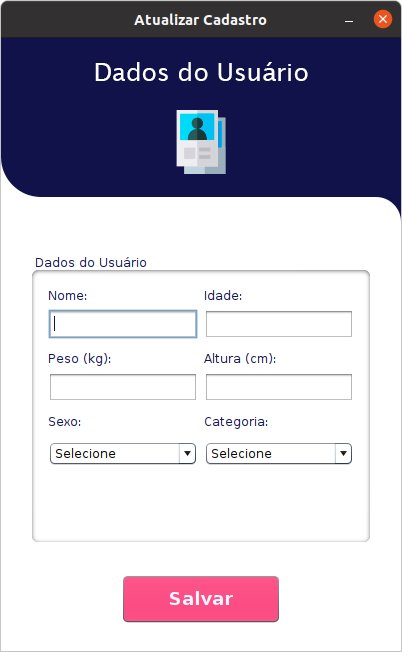 Atualizar Cadastro
Dados do Usuário
Dados do Usuário
Nome: Idade:
Peso (kg): Altura (cm):
Sexo: Categoria:
Selecione Selecione
Salvar